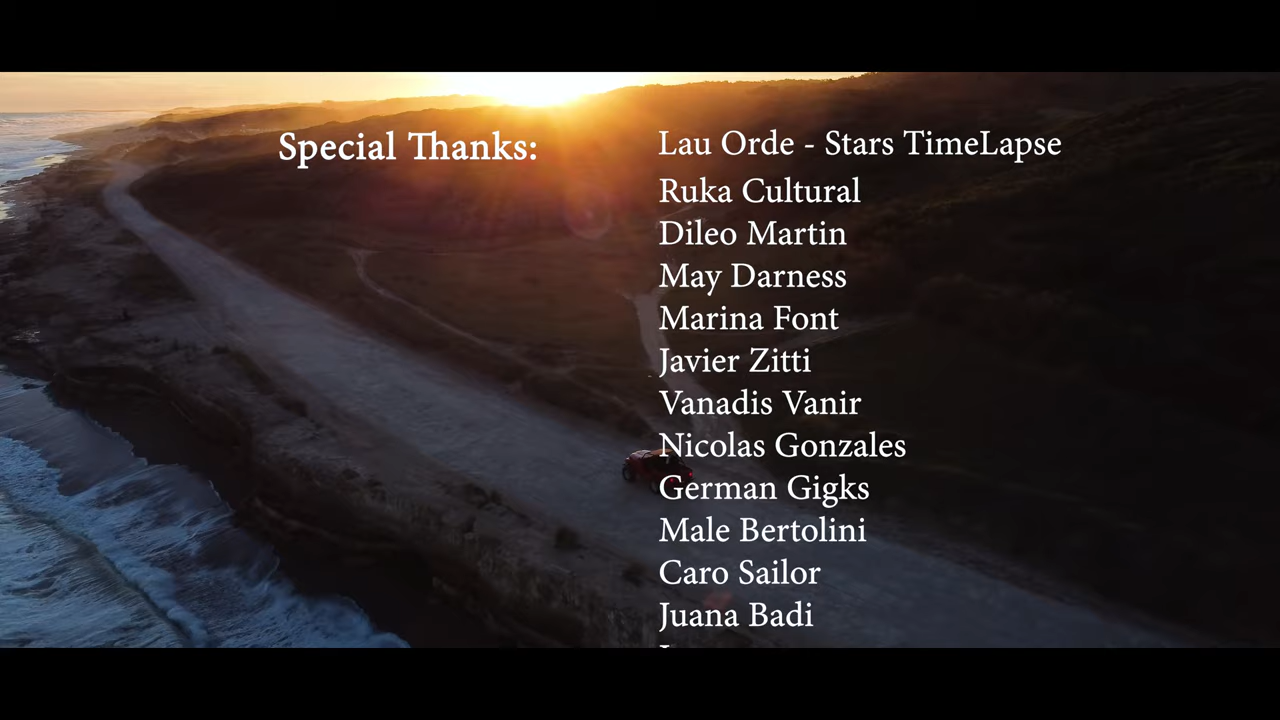 Special Thanks:
Lau Orde - Stars TimeLapse
Ruka Cultural
Dileo Martin
May Darness
Marina Font
Javier Zitti
Vanadis Vanir
Nicolas Gonzales
German Gigks
Male Bertolini
Caro Sailor
Juana Badi